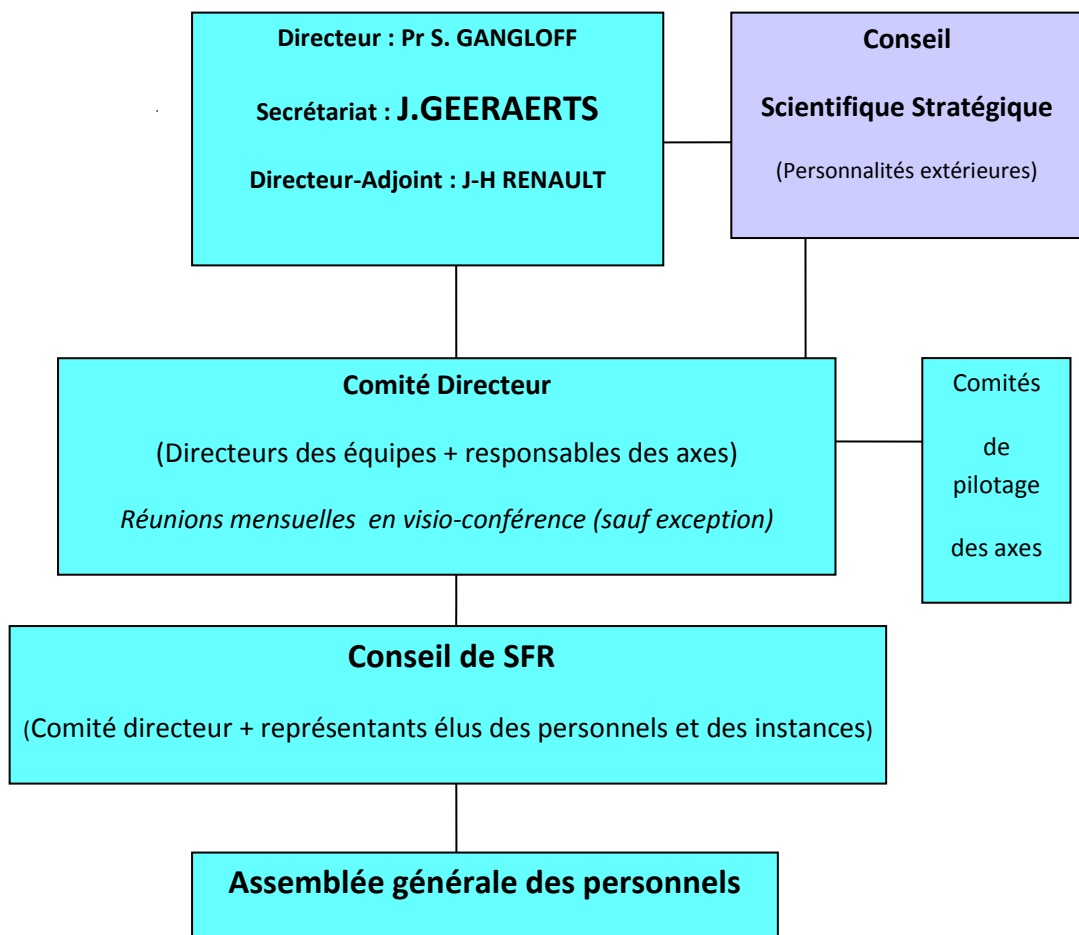 Directeur : Pr S. GANGLOFF
Secrétariat : J.GEERAERTS
Directeur-Adjoint : J-H RENAULT
Conseil
Scientifique Stratégique
(Personnalités extérieures)
Comité Directeur
(Directeurs des équipes + responsables des axes)
Réunions mensuelles en visio-conférence (sauf exception)
Comités
de
pilotage
des axes
Conseil de SFR
(Comité directeur + représentants élus des personnels et des instances)
Assemblée générale des personnels